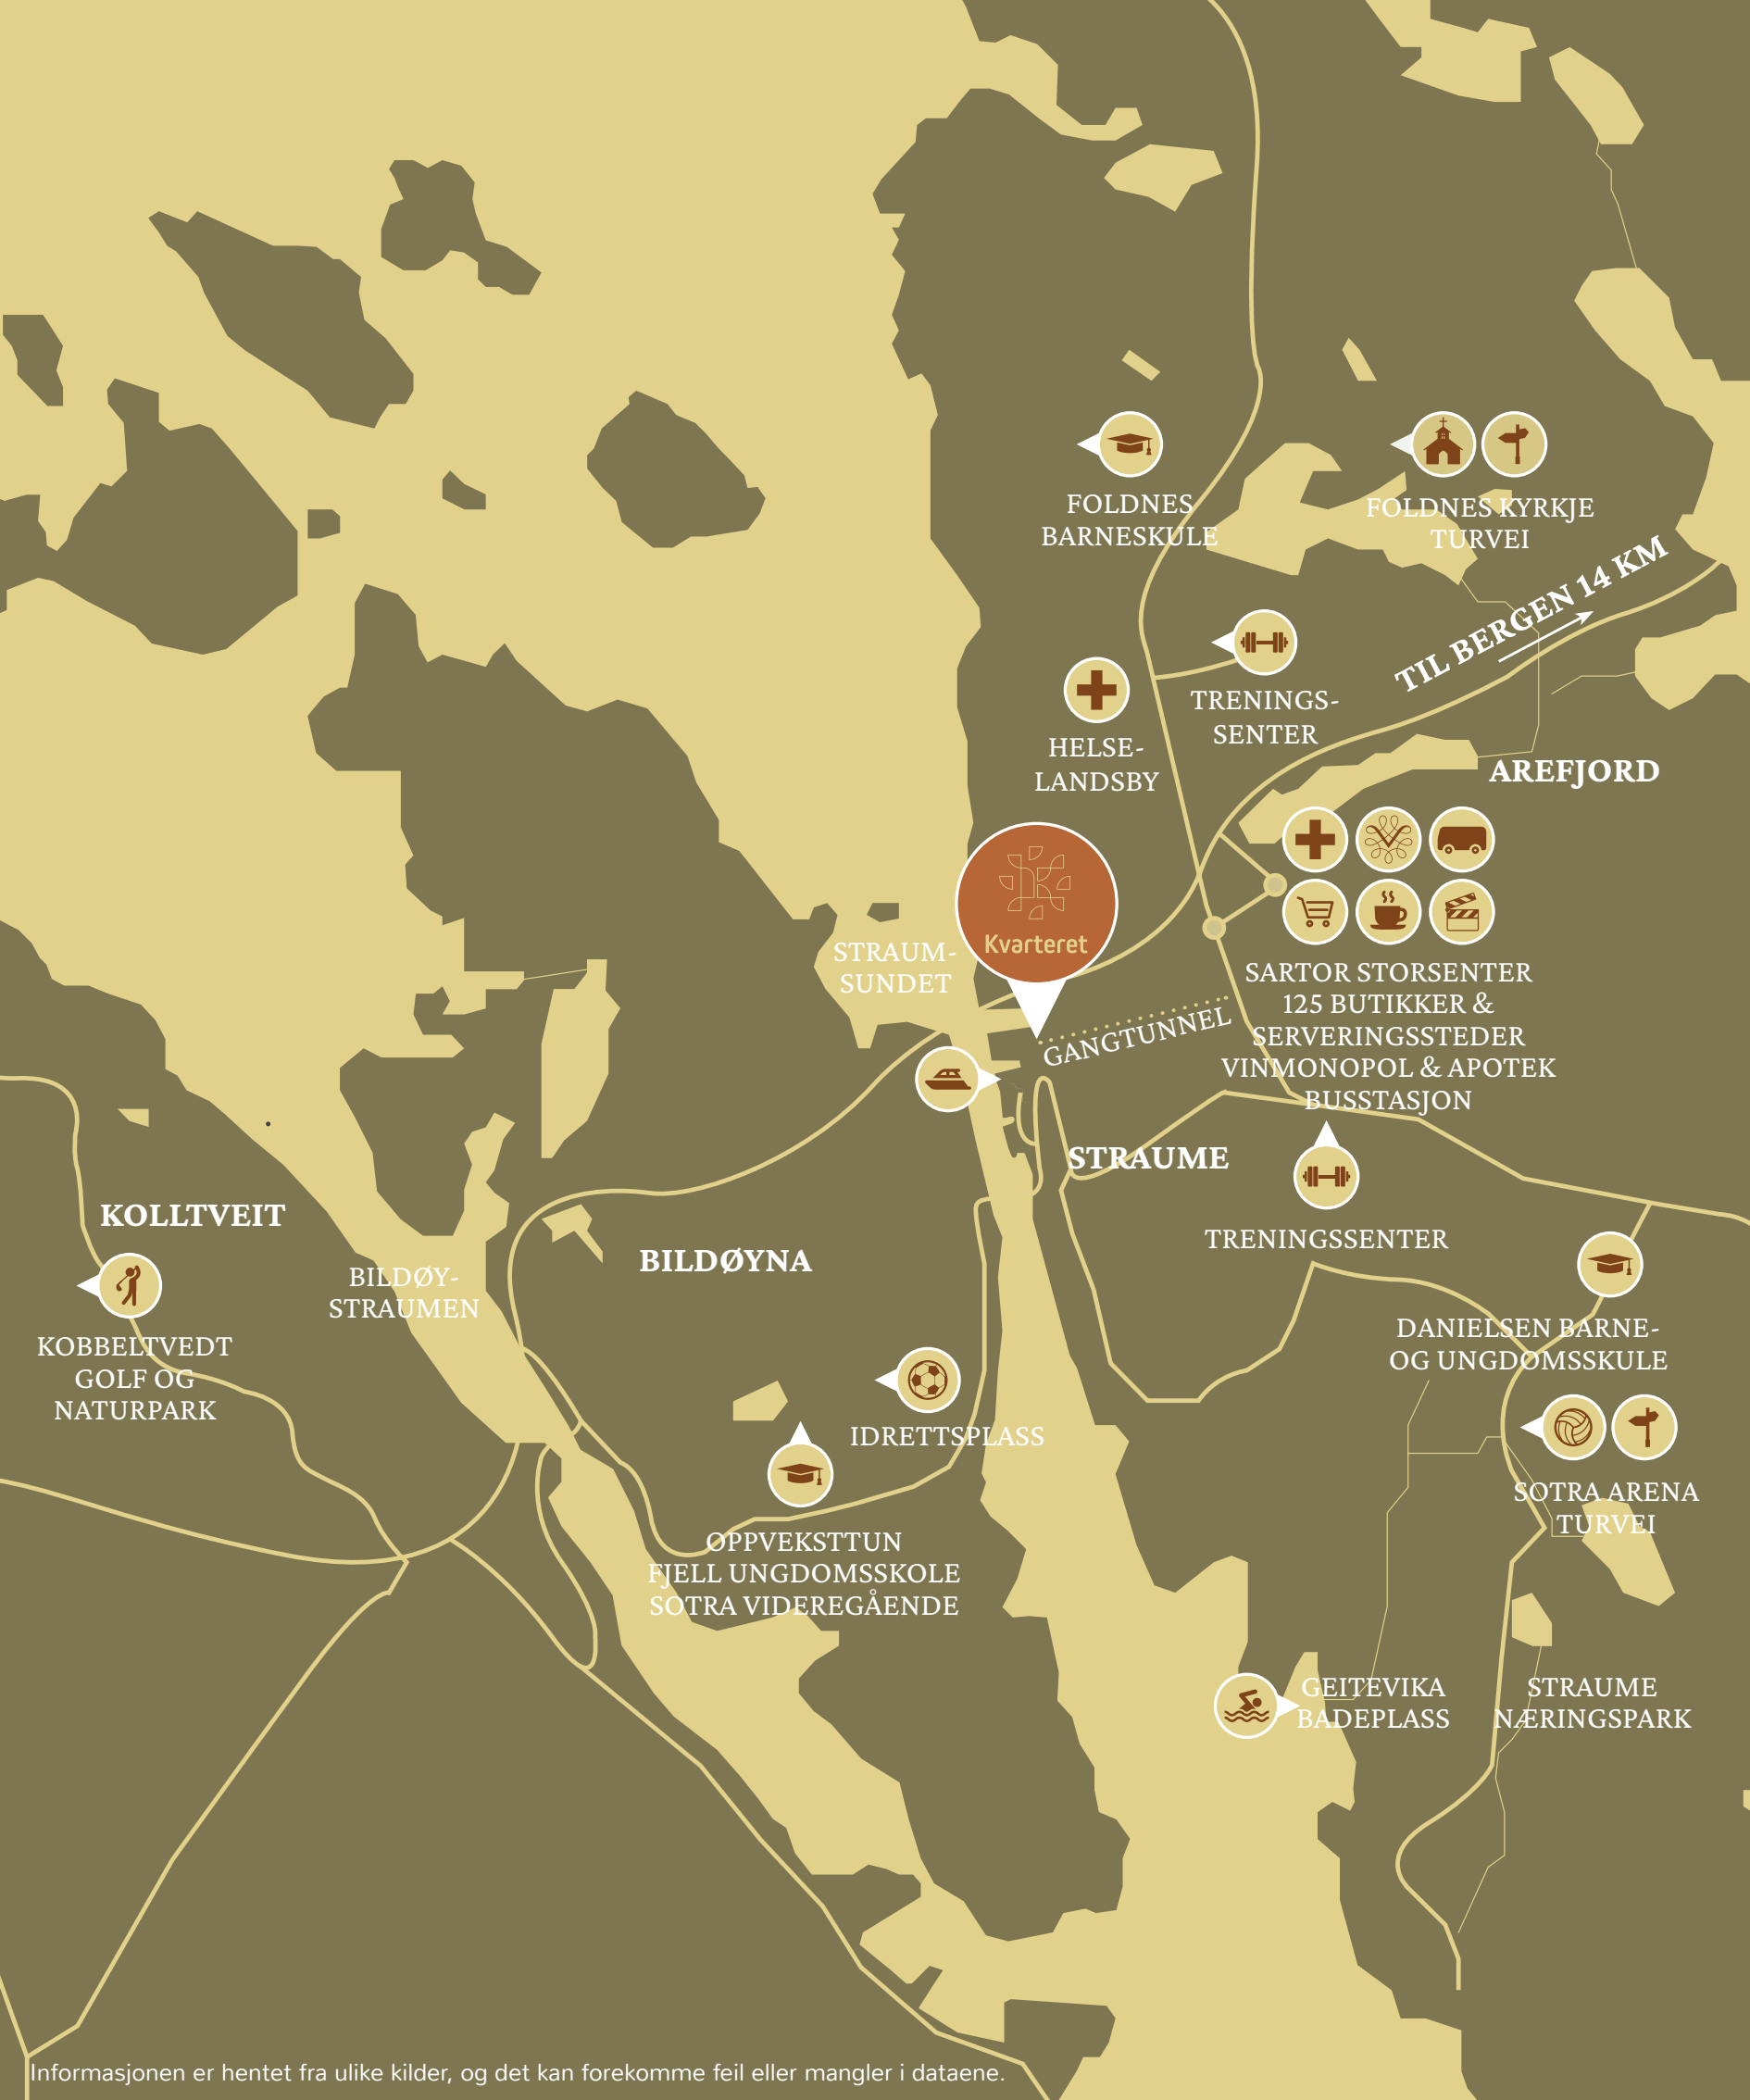 FOLDNES
BARNESKULE
FOLDNES KYRKJE
TURVEI
TIL BERGEN 14 KM
TRENINGS-
SENTER
HELSE-
LANDSBY
AREFJORD
Kvarteret
STRAUM-
SUNDET
GANGTUNNEL
SARTOR STORSENTER
125 BUTIKKER &
SERVERINGSSTEDER
VINMONOPOL & APOTEK
BUSSTASJON
STRAUME
TRENINGSSENTER
KOLLTVEIT
BILDØYNA
BILDØY-
STRAUMEN
KOBBELTVEDT
GOLF OG
NATURPARK
DANIELSEN BARNE-
OG UNGDOMSSKULE
IDRETTSPLASS
SOTRA ARENA
TURVEI
OPPVEKSTTUN
FJELL UNGDOMSSKOLE
SOTRA VIDEREGÅENDE
GEITEVIKA
BADEPLASS
STRAUME
NÆRINGSPARK
Informasjonen er hentet fra ulike kilder, og det kan forekomme feil eller mangler i dataene.